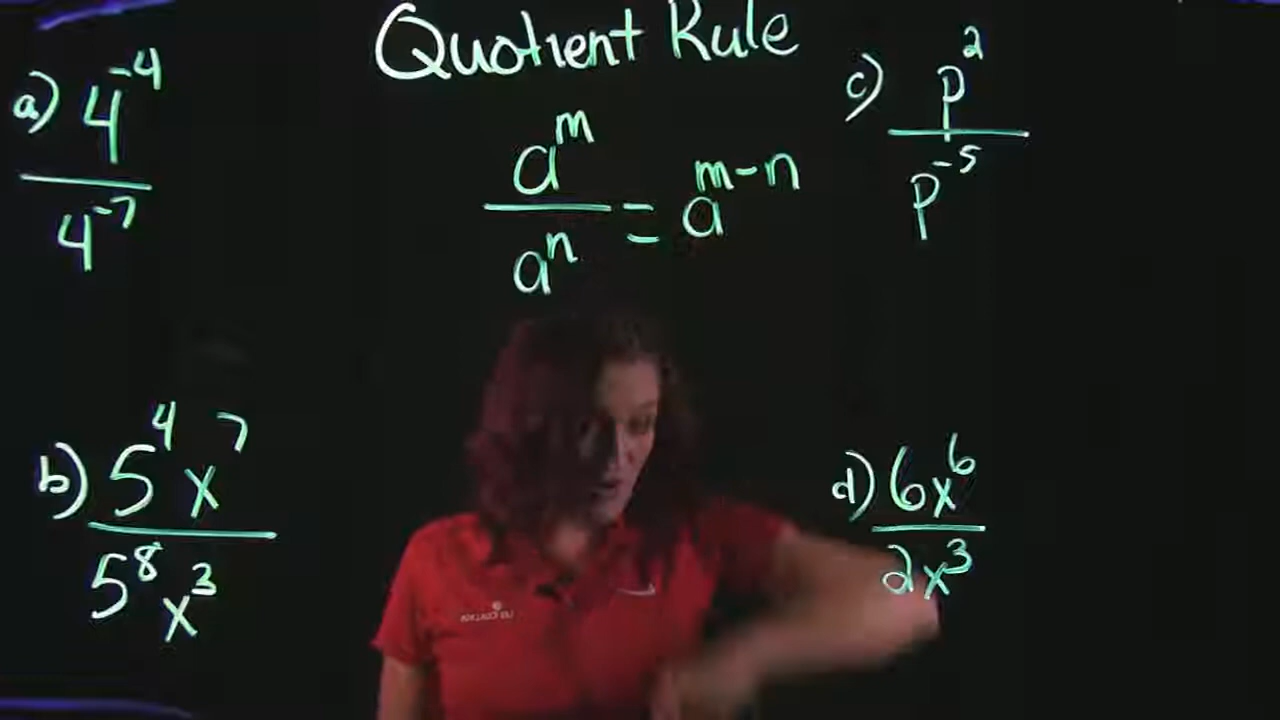 Quotient Rule
a) 4^-4
4^-7
a^m
a^n
= a^m-n
c) p^2
p^-5
b) 5^4 x^7
5^8 x^3
d) 6x^6
2x^3